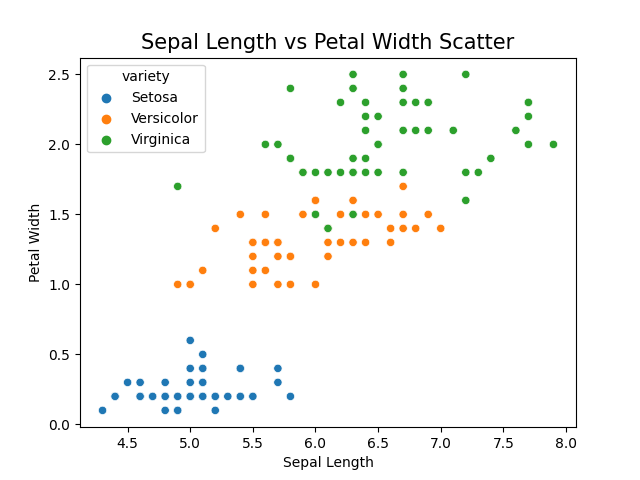 Sepal Length vs Petal Width Scatter
variety
Setosa
Versicolor
Virginica
Petal Width
2.5
2.0
1.5
1.0
0.5
0.0
4.5 5.0 5.5 6.0 6.5 7.0 7.5 8.0
Sepal Length